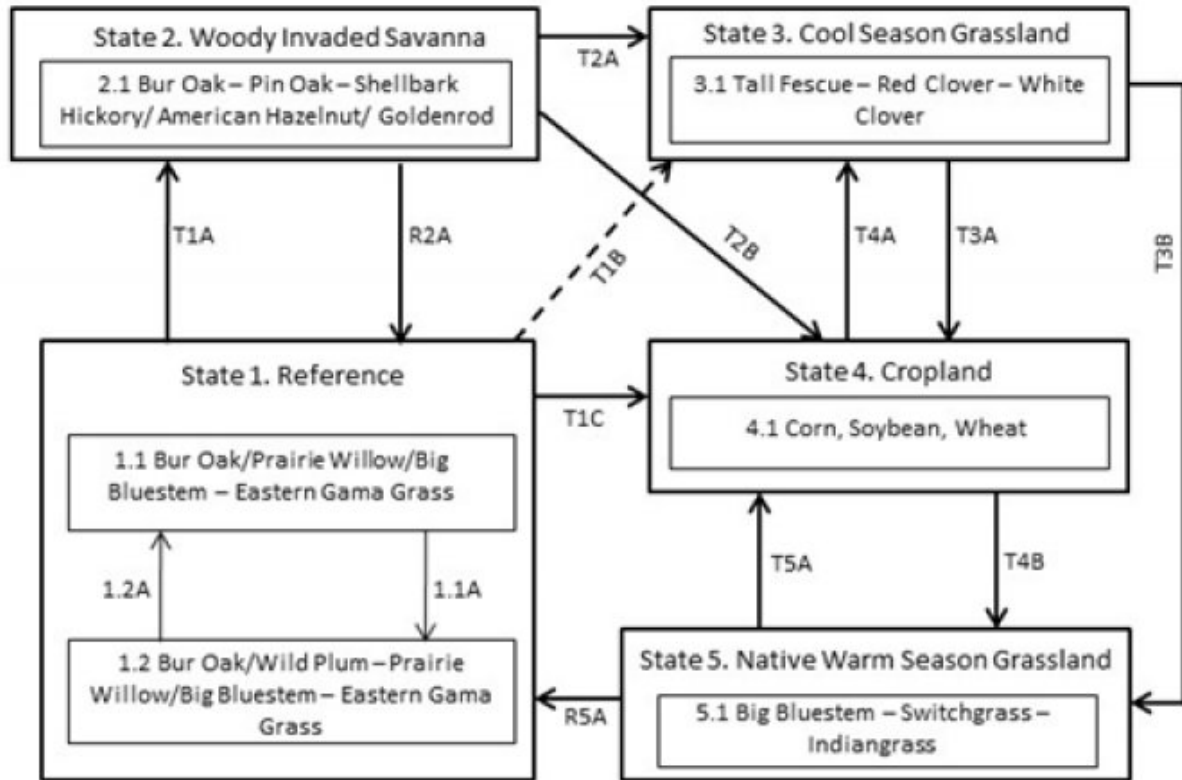 State 2. Woody Invaded Savanna
2.1 Bur Oak – Pin Oak – Shellbark
Hickory/ American Hazelnut/ Goldenrod
T2A
State 3. Cool Season Grassland
3.1 Tall Fescue – Red Clover – White
Clover
T1A
R2A
T1B
T2B
T4A
T3A
T3B
State 1. Reference
1.1 Bur Oak/Prairie Willow/Big
Bluestem – Eastern Gama Grass
1.2A
1.1A
1.2 Bur Oak/Wild Plum – Prairie
Willow/Big Bluestem – Eastern Gama
Grass
T1C
State 4. Cropland
4.1 Corn, Soybean, Wheat
T5A
T4B
R5A
State 5. Native Warm Season Grassland
5.1 Big Bluestem – Switchgrass –
Indiangrass